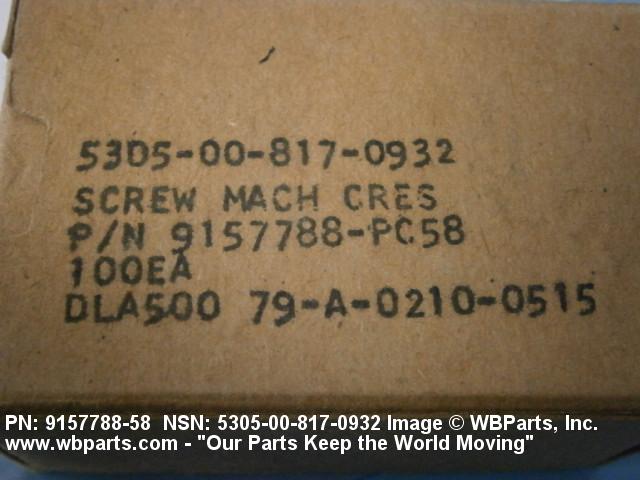 5305-00-817-0932
SCREW MACH CRES
P/N 9157788-PC58
100EA
DLA500 79-A-0210-0515
PN: 9157788-58 NSN: 5305-00-817-0932 Image © WBParts, Inc.
www.wbparts.com - "Our Parts Keep the World Moving"